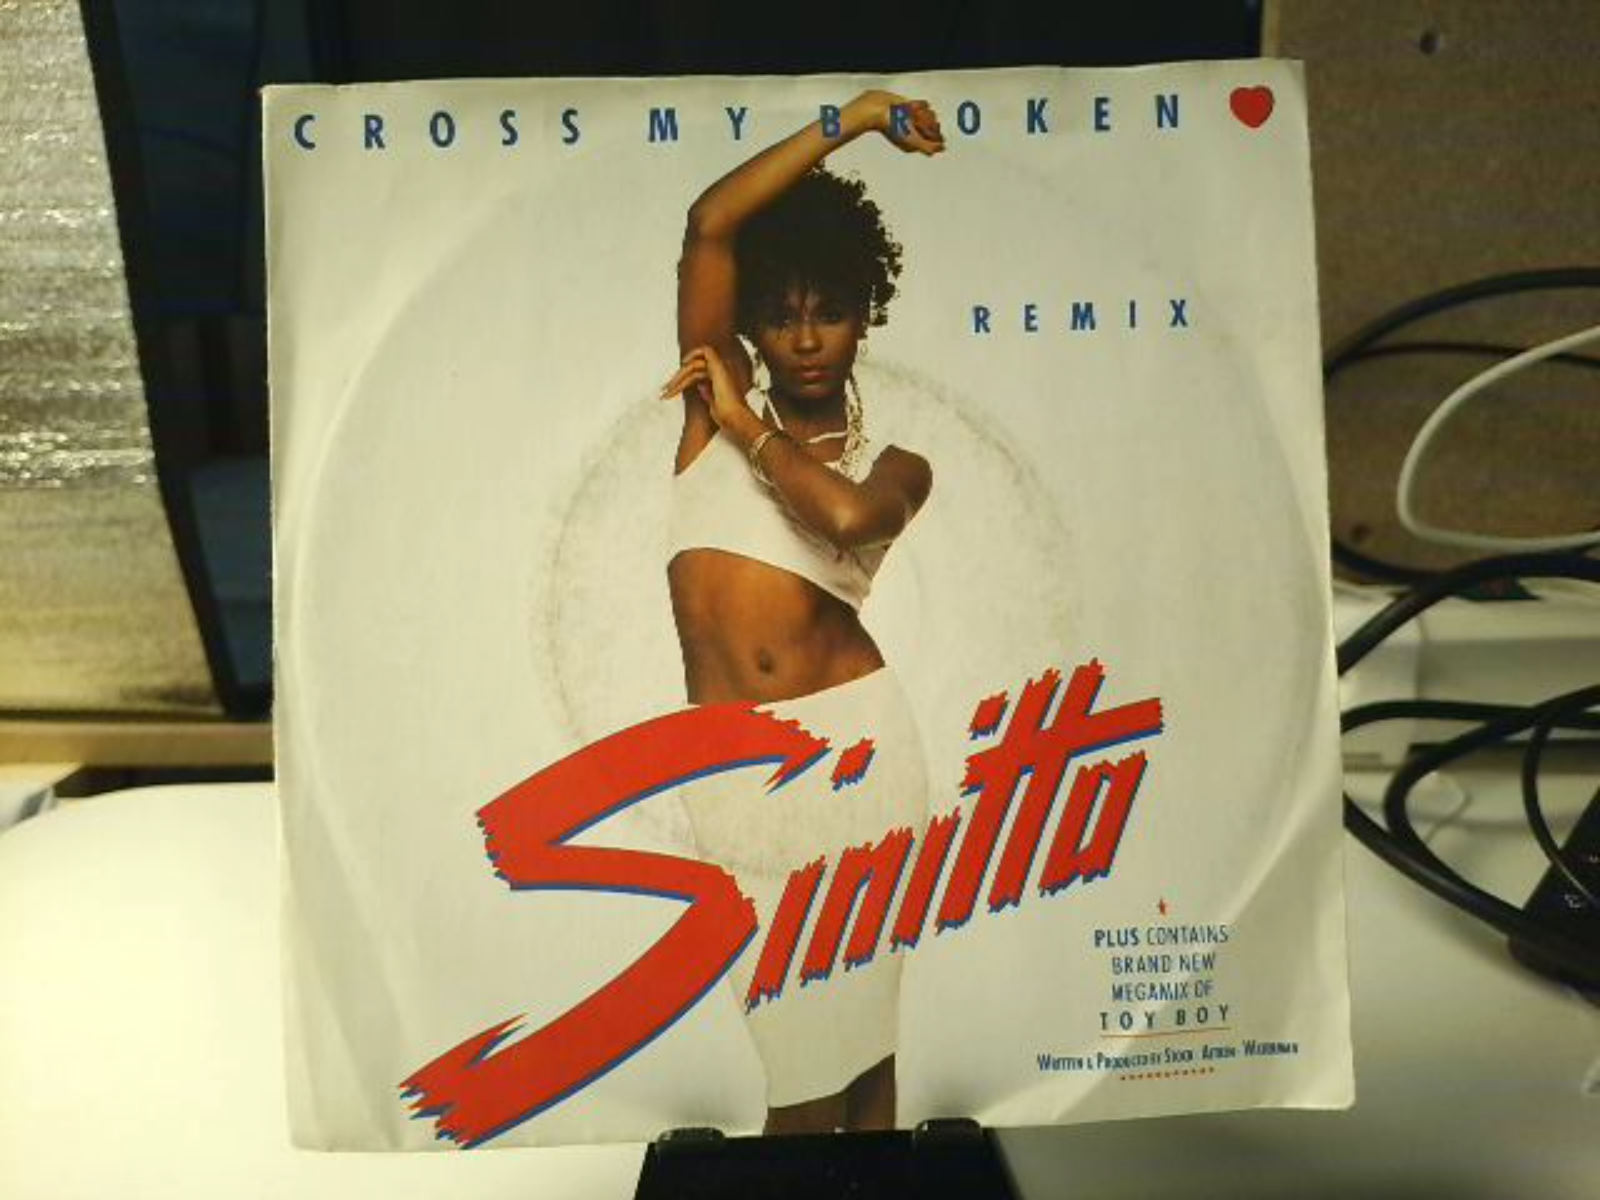 CROSS MY BROKEN
REMIX
Sinitta
PLUS CONTAINS
BRAND NEW
MEGAMIX OF
TOY BOY
WRITTEN & PRODUCED BY STOCK · AITKEN · WATERMAN